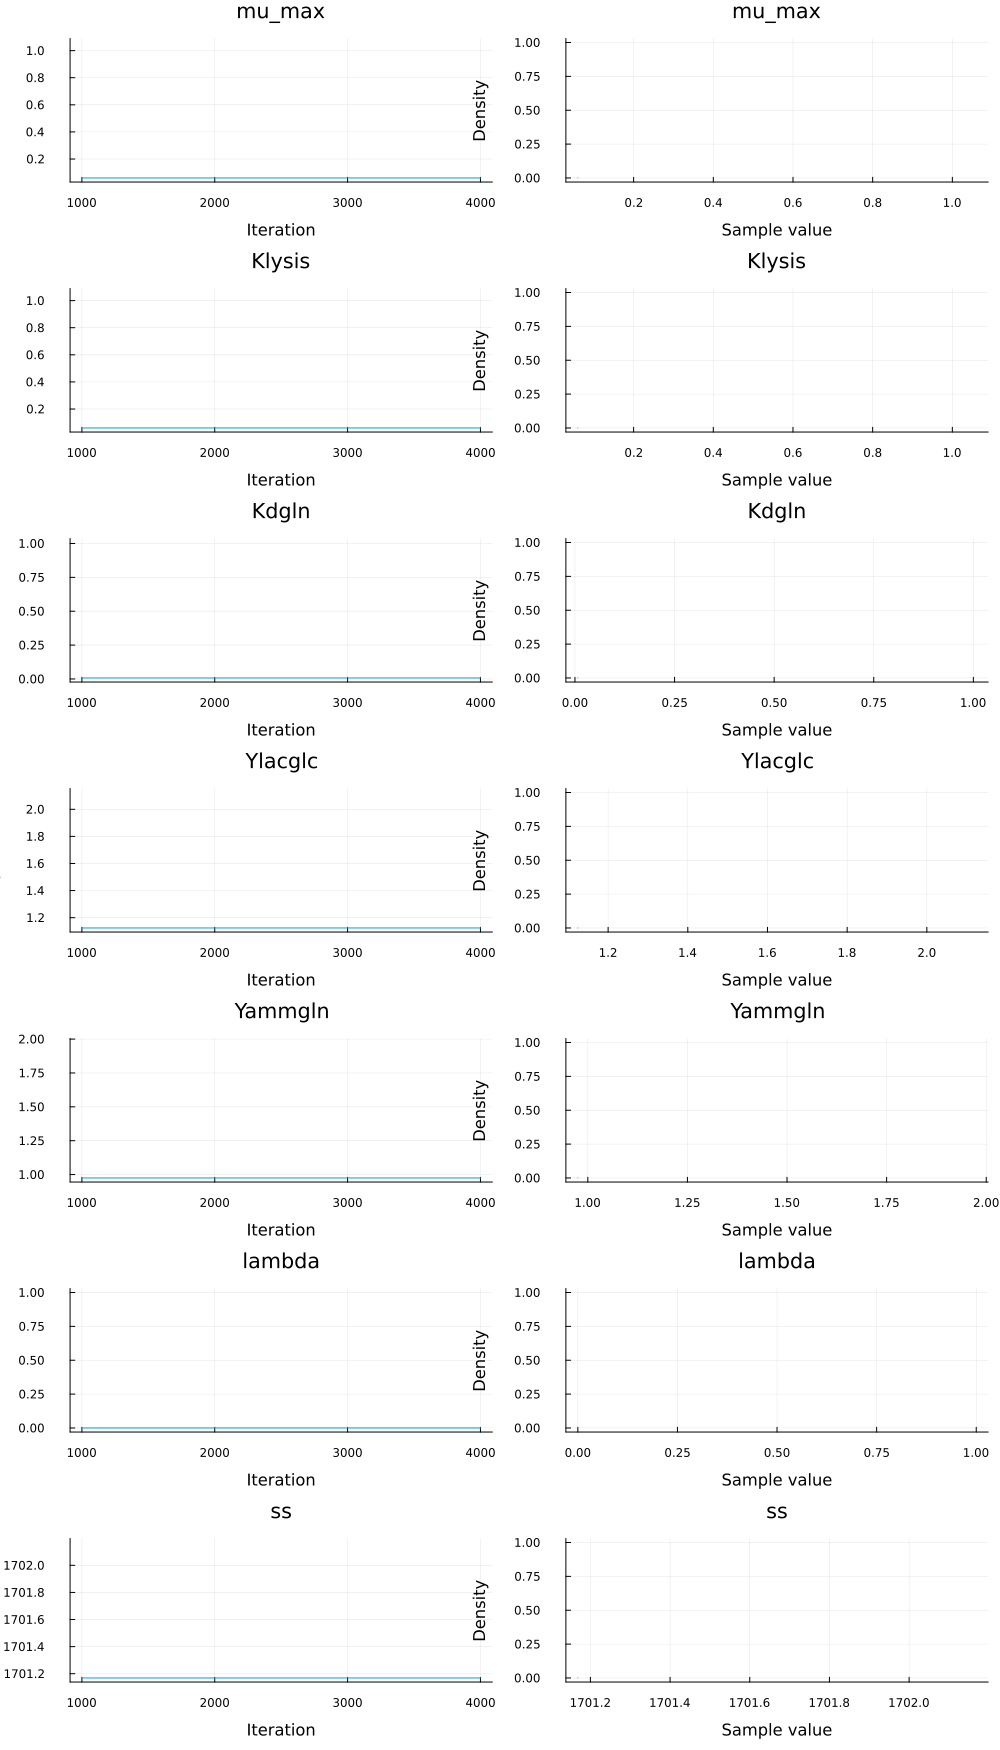 mu_max mu_max
1.0
0.8
0.6
0.4
0.2
1000 2000 3000 4000
Iteration
Density
1.00
0.75
0.50
0.25
0.00
0.2 0.4 0.6 0.8 1.0
Sample value
Klysis Klysis
1.0
0.8
0.6
0.4
0.2
1000 2000 3000 4000
Iteration
Density
1.00
0.75
0.50
0.25
0.00
0.2 0.4 0.6 0.8 1.0
Sample value
Kdgln Kdgln
1.00
0.75
0.50
0.25
0.00
1000 2000 3000 4000
Iteration
Density
1.00
0.75
0.50
0.25
0.00
0.00 0.25 0.50 0.75 1.00
Sample value
Ylacglc Ylacglc
2.0
1.8
1.6
1.4
1.2
1000 2000 3000 4000
Iteration
Density
1.00
0.75
0.50
0.25
0.00
1.2 1.4 1.6 1.8 2.0
Sample value
Yammgln Yammgln
2.00
1.75
1.50
1.25
1.00
1000 2000 3000 4000
Iteration
Density
1.00
0.75
0.50
0.25
0.00
1.00 1.25 1.50 1.75 2.00
Sample value
lambda lambda
1.00
0.75
0.50
0.25
0.00
1000 2000 3000 4000
Iteration
Density
1.00
0.75
0.50
0.25
0.00
0.00 0.25 0.50 0.75 1.00
Sample value
ss ss
1702.0
1701.8
1701.6
1701.4
1701.2
1000 2000 3000 4000
Iteration
Density
1.00
0.75
0.50
0.25
0.00
1701.2 1701.4 1701.6 1701.8 1702.0
Sample value